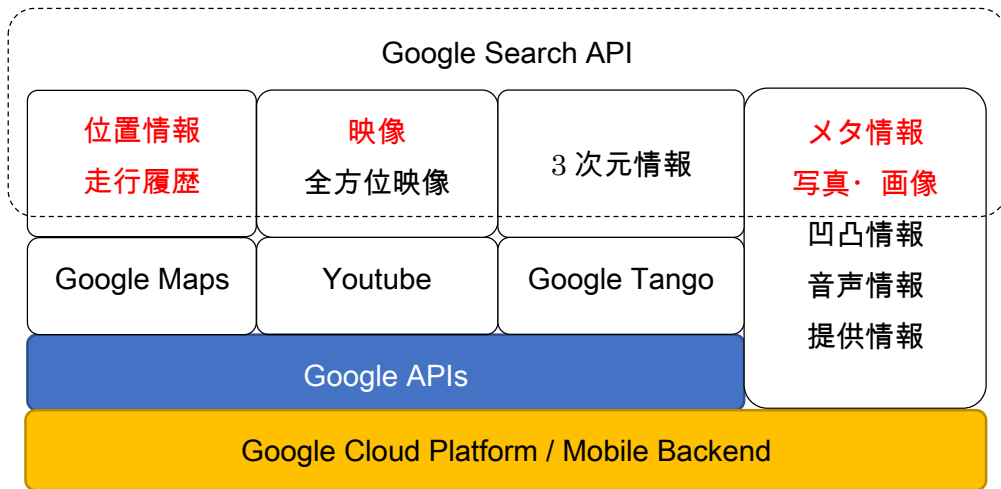 Google Search API
位置情報
走行履歴
映像
全方位映像
3次元情報
メタ情報
写真・画像
凹凸情報
音声情報
提供情報
Google Maps
Youtube
Google Tango
Google APIs
Google Cloud Platform / Mobile Backend